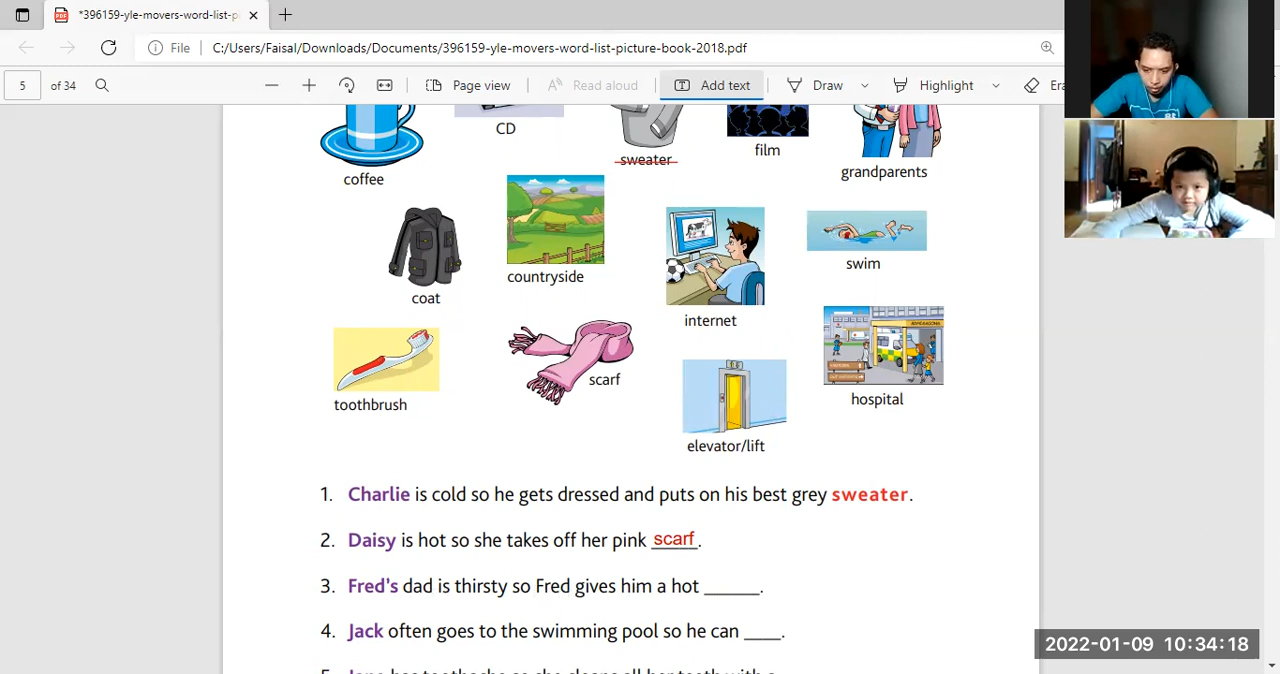 *396159-yle-movers-word-list-p
File C:/Users/Faisal/Downloads/Documents/396159-yle-movers-word-list-picture-book-2018.pdf
5 of 34 Page view Read aloud Add text Draw Highlight Era
CD
sweater
film
coffee
grandparents
countryside
swim
coat
internet
scarf
hospital
toothbrush
elevator/lift
1. Charlie is cold so he gets dressed and puts on his best grey sweater.
2. Daisy is hot so she takes off her pink scarf.
3. Fred's dad is thirsty so Fred gives him a hot ______.
4. Jack often goes to the swimming pool so he can ____.
2022-01-09 10:34:18